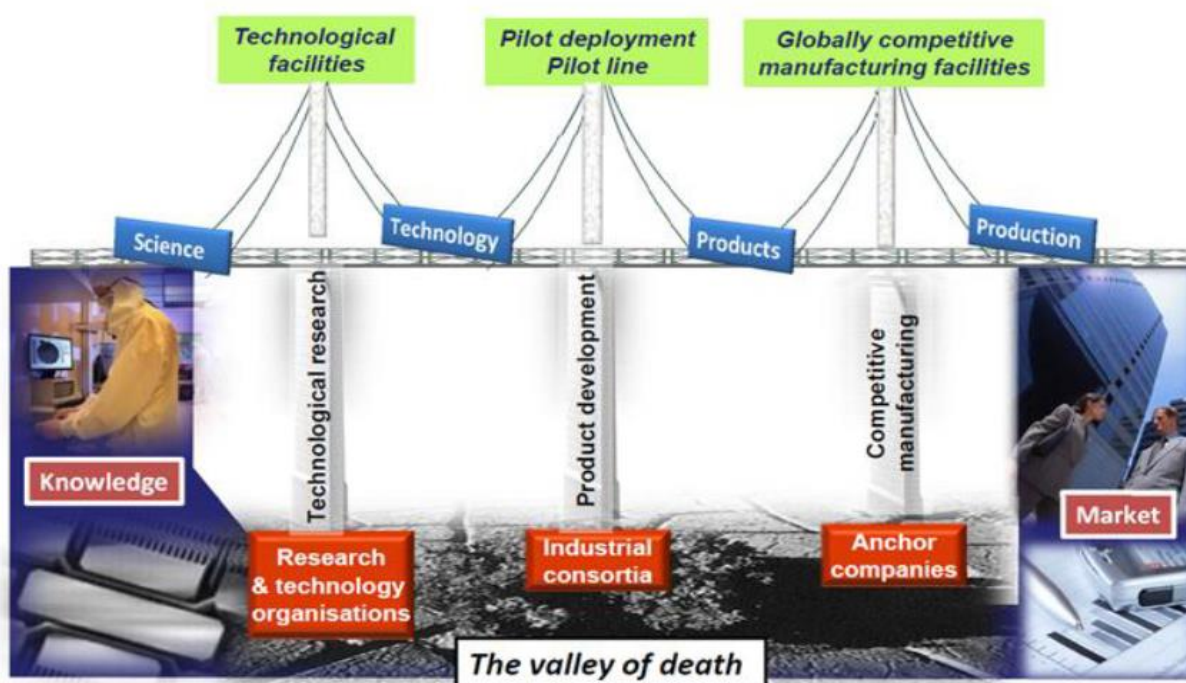 Technological
facilities
Pilot deployment
Pilot line
Globally competitive
manufacturing facilities
Science
Technology
Products
Production
Technological research
Product development
Competitive
manufacturing
Knowledge
Market
Research
& technology
organisations
Industrial
consortia
Anchor
companies
The valley of death